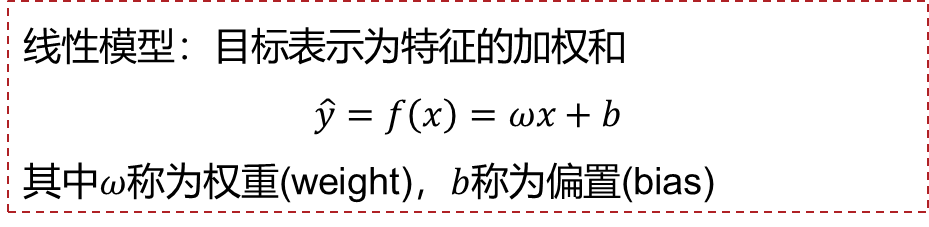 线性模型：目标表示为特征的加权和
ŷ = f(x) = ωx + b
其中ω称为权重(weight)，b称为偏置(bias)